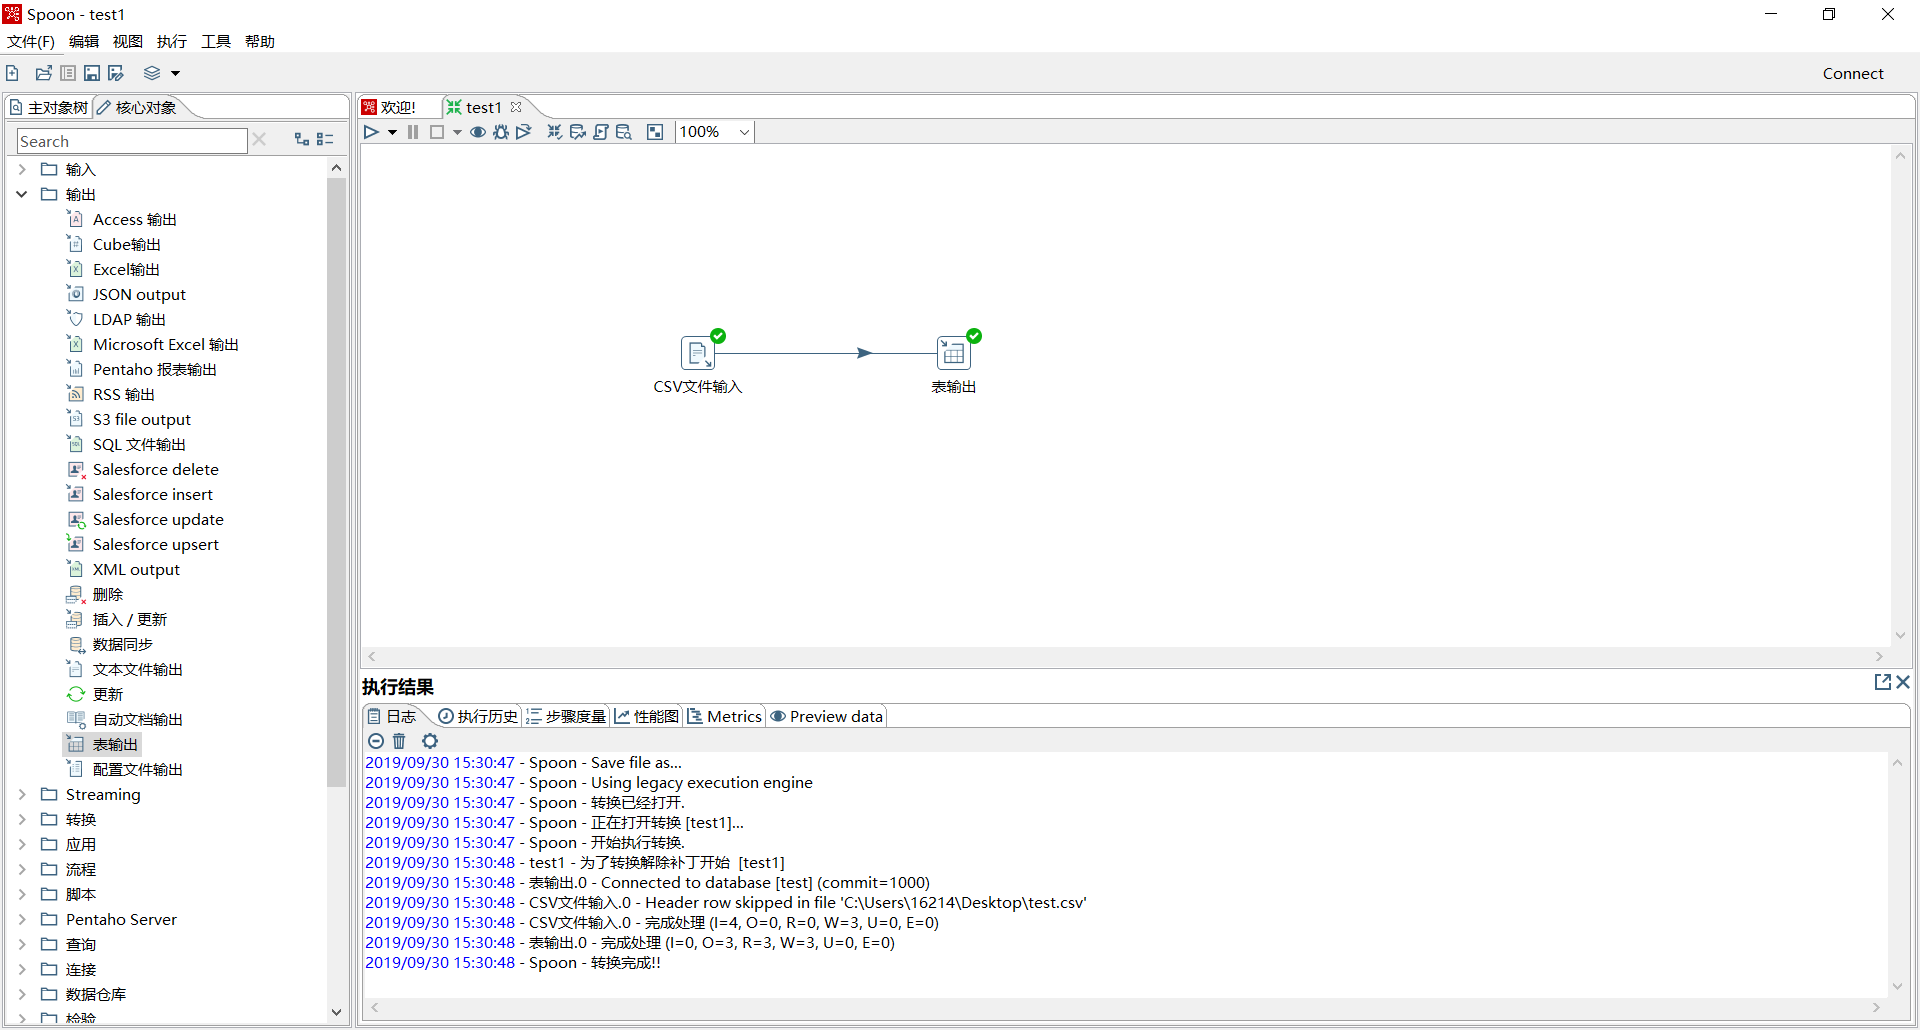 Spoon - test1
文件(F) 编辑 视图 执行 工具 帮助
Connect
主对象树 核心对象
Search
输入
输出
Access 输出
Cube输出
Excel输出
JSON output
LDAP 输出
Microsoft Excel 输出
Pentaho 报表输出
RSS 输出
S3 file output
SQL 文件输出
Salesforce delete
Salesforce insert
Salesforce update
Salesforce upsert
XML output
删除
插入 / 更新
数据同步
文本文件输出
更新
自动文档输出
表输出
配置文件输出
Streaming
转换
应用
流程
脚本
Pentaho Server
查询
连接
数据仓库
检验
欢迎! test1
100%
CSV文件输入 表输出
执行结果
日志 执行历史 步骤度量 性能图 Metrics Preview data
2019/09/30 15:30:47 - Spoon - Save file as...
2019/09/30 15:30:47 - Spoon - Using legacy execution engine
2019/09/30 15:30:47 - Spoon - 转换已经打开.
2019/09/30 15:30:47 - Spoon - 正在打开转换 [test1]...
2019/09/30 15:30:47 - Spoon - 开始执行转换.
2019/09/30 15:30:48 - test1 - 为了转换解除补丁开始  [test1]
2019/09/30 15:30:48 - 表输出.0 - Connected to database [test] (commit=1000)
2019/09/30 15:30:48 - CSV文件输入.0 - Header row skipped in file 'C:\Users\16214\Desktop\test.csv'
2019/09/30 15:30:48 - CSV文件输入.0 - 完成处理 (I=4, O=0, R=0, W=3, U=0, E=0)
2019/09/30 15:30:48 - 表输出.0 - 完成处理 (I=0, O=3, R=3, W=3, U=0, E=0)
2019/09/30 15:30:48 - Spoon - 转换完成!!